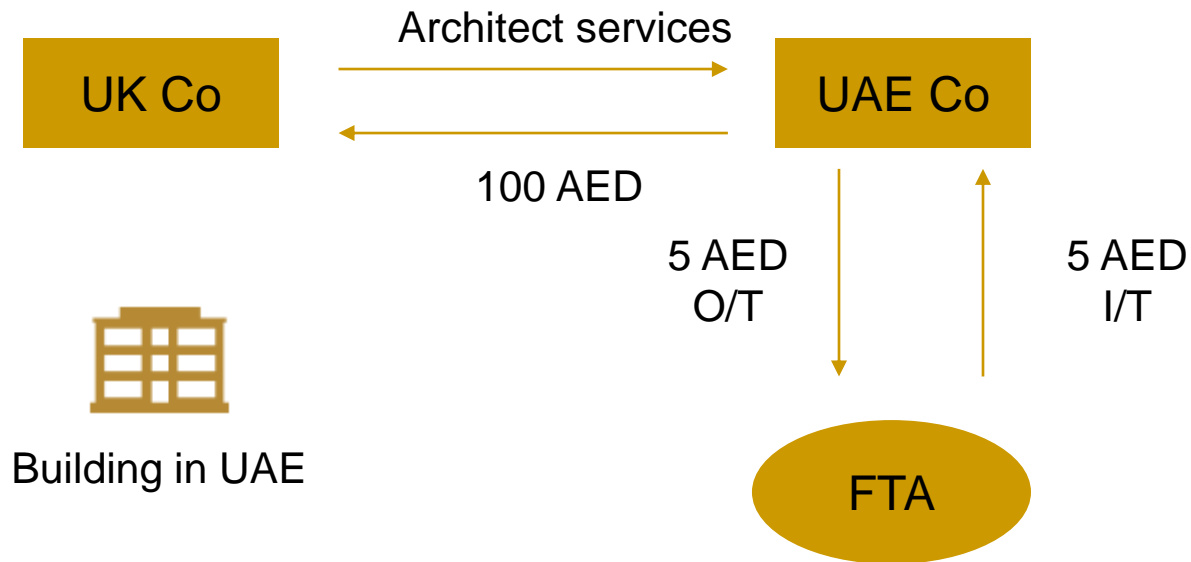 Architect services
UK Co
UAE Co
100 AED
5 AED
O/T
5 AED
I/T
Building in UAE
FTA